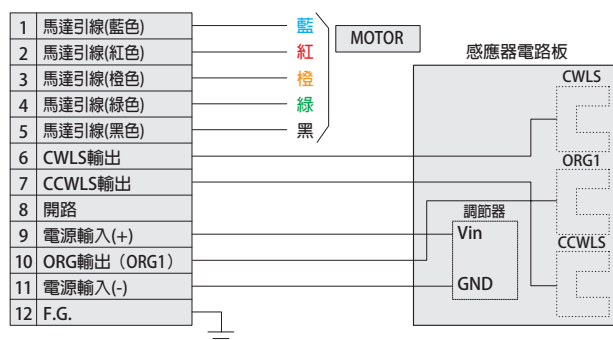 1 馬達引線(藍色)
2 馬達引線(紅色)
3 馬達引線(橙色)
4 馬達引線(綠色)
5 馬達引線(黑色)
6 CWLS輸出
7 CCWLS輸出
8 開路
9 電源輸入(+)
10 ORG輸出（ORG1）
11 電源輸入(-)
12 F.G.
藍
紅
橙
綠
黑
MOTOR
感應器電路板
CWLS
ORG1
CCWLS
調節器
Vin
GND